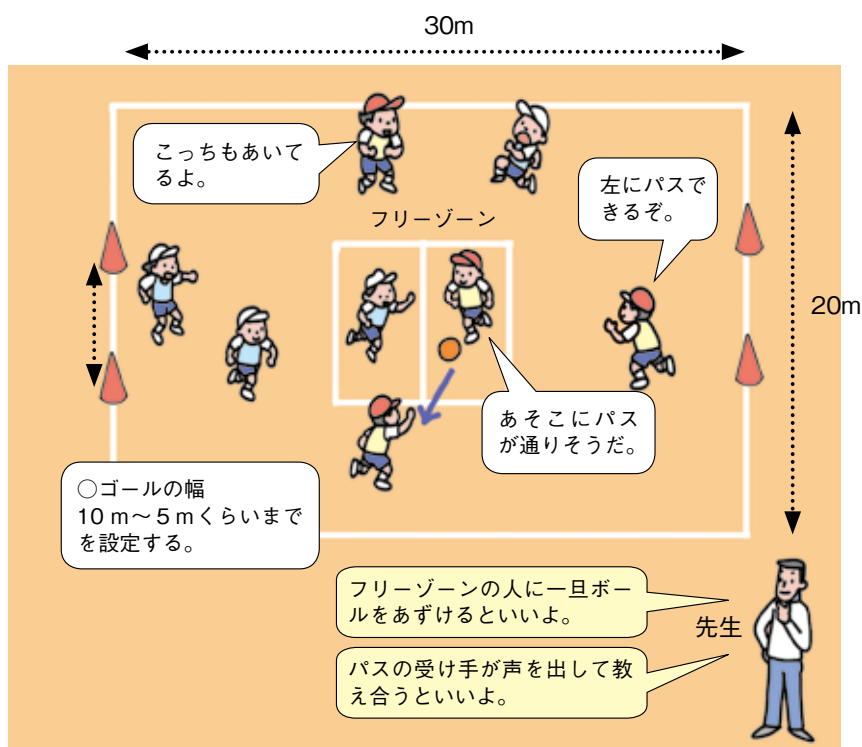 30m
こっちもあいて
るよ。
左にパスで
きるぞ。
フリーゾーン
20m
あそこにパス
が通りそうだ。
○ゴールの幅
10 m〜5 mくらいまで
を設定する。
フリーゾーンの人に一旦ボー
ルをあずけるといいよ。
先生
パスの受け手が声を出して教
え合うといいよ。